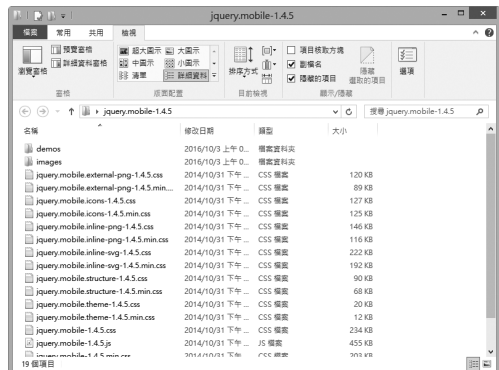 jquery.mobile-1.4.5
檔案 常用 共用 檢視
瀏覽窗格
預覽窗格
詳細資料窗格
窗格
超大圖示 大圖示
中圖示 小圖示
清單 詳細資料
版面配置
排序方式
目前檢視
項目核取方塊
副檔名
隱藏的項目
隱藏
選取的項目
顯示/隱藏
選項
jquery.mobile-1.4.5
搜尋 jquery.mobile-1.4.5
名稱 修改日期 類型 大小
demos 2016/10/3 上午 0... 檔案資料夾
images 2016/10/3 上午 0... 檔案資料夾
jquery.mobile.external-png-1.4.5.css 2014/10/31 下午 ... CSS 檔案 120 KB
jquery.mobile.external-png-1.4.5.min.... 2014/10/31 下午 ... CSS 檔案 89 KB
jquery.mobile.icons-1.4.5.css 2014/10/31 下午 ... CSS 檔案 127 KB
jquery.mobile.icons-1.4.5.min.css 2014/10/31 下午 ... CSS 檔案 125 KB
jquery.mobile.inline-png-1.4.5.css 2014/10/31 下午 ... CSS 檔案 146 KB
jquery.mobile.inline-png-1.4.5.min.css 2014/10/31 下午 ... CSS 檔案 116 KB
jquery.mobile.inline-svg-1.4.5.css 2014/10/31 下午 ... CSS 檔案 222 KB
jquery.mobile.inline-svg-1.4.5.min.css 2014/10/31 下午 ... CSS 檔案 192 KB
jquery.mobile.structure-1.4.5.css 2014/10/31 下午 ... CSS 檔案 90 KB
jquery.mobile.structure-1.4.5.min.css 2014/10/31 下午 ... CSS 檔案 68 KB
jquery.mobile.theme-1.4.5.css 2014/10/31 下午 ... CSS 檔案 20 KB
jquery.mobile.theme-1.4.5.min.css 2014/10/31 下午 ... CSS 檔案 12 KB
jquery.mobile-1.4.5.css 2014/10/31 下午 ... CSS 檔案 234 KB
jquery.mobile-1.4.5.js 2014/10/31 下午 ... JS 檔案 455 KB
jquery.mobile-1.4.5.min.css 2014/10/31 下午 ... CSS 檔案 203 KB
19 個項目